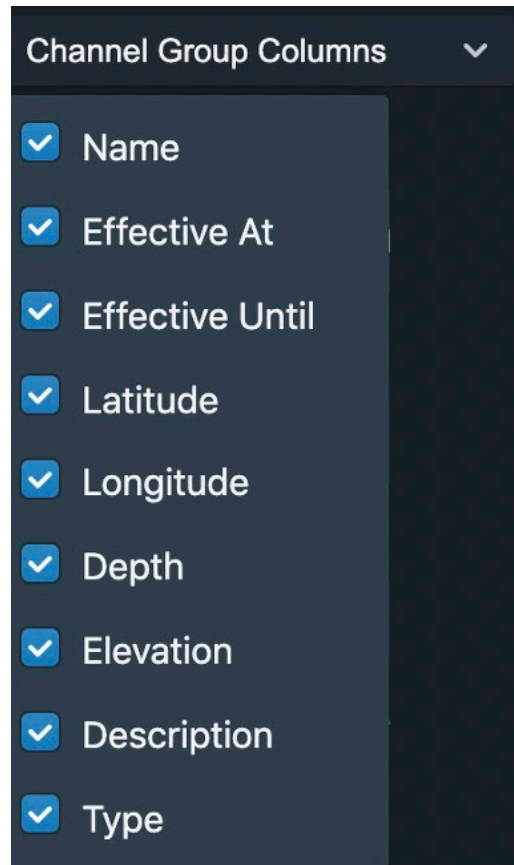 Channel Group Columns
Name
Effective At
Effective Until
Latitude
Longitude
Depth
Elevation
Description
Type